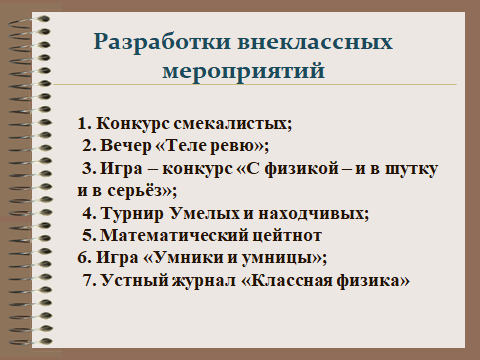 Разработки внеклассных
мероприятий
1. Конкурс смекалистых;
2. Вечер «Теле ревю»;
3. Игра – конкурс «С физикой – и в шутку
и в серьёз»;
4. Турнир Умелых и находчивых;
5. Математический цейтнот
6. Игра «Умники и умницы»;
7. Устный журнал «Классная физика»